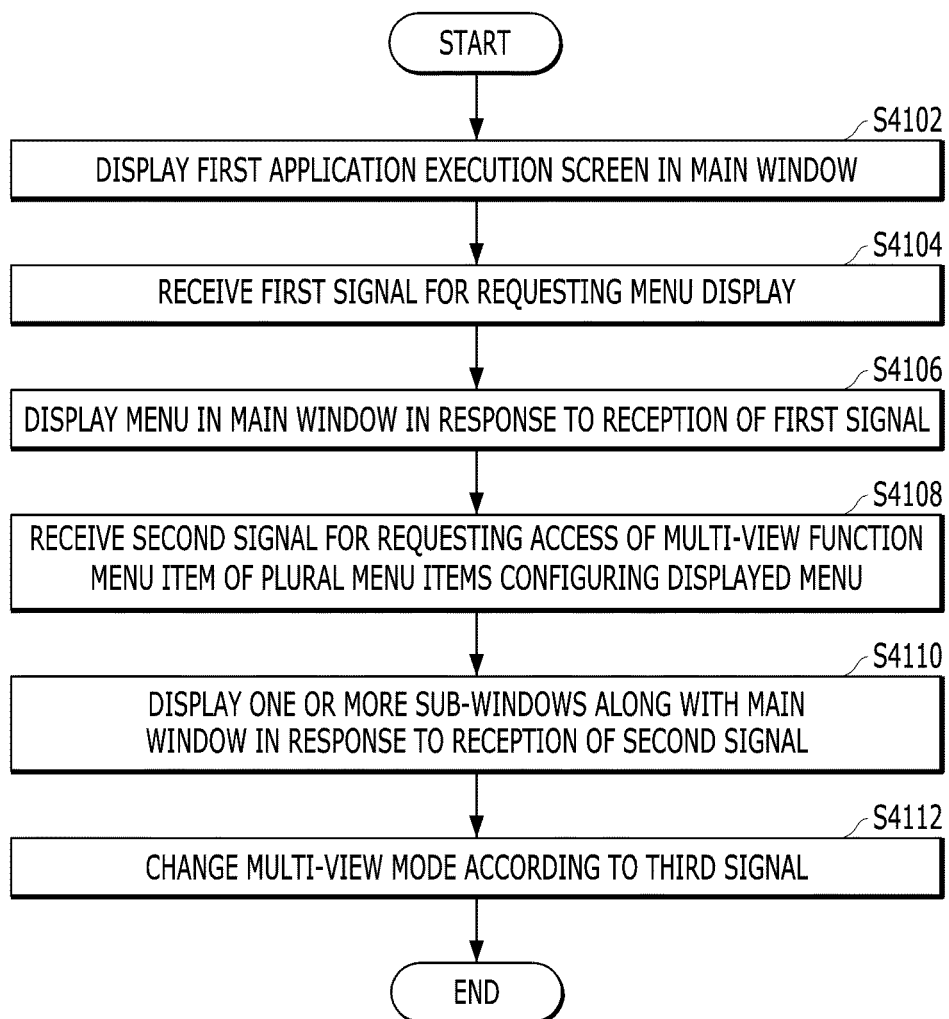 START
S4102
DISPLAY FIRST APPLICATION EXECUTION SCREEN IN MAIN WINDOW
S4104
RECEIVE FIRST SIGNAL FOR REQUESTING MENU DISPLAY
S4106
DISPLAY MENU IN MAIN WINDOW IN RESPONSE TO RECEPTION OF FIRST SIGNAL
S4108
RECEIVE SECOND SIGNAL FOR REQUESTING ACCESS OF MULTI-VIEW FUNCTION
MENU ITEM OF PLURAL MENU ITEMS CONFIGURING DISPLAYED MENU
S4110
DISPLAY ONE OR MORE SUB-WINDOWS ALONG WITH MAIN
WINDOW IN RESPONSE TO RECEPTION OF SECOND SIGNAL
S4112
CHANGE MULTI-VIEW MODE ACCORDING TO THIRD SIGNAL
END